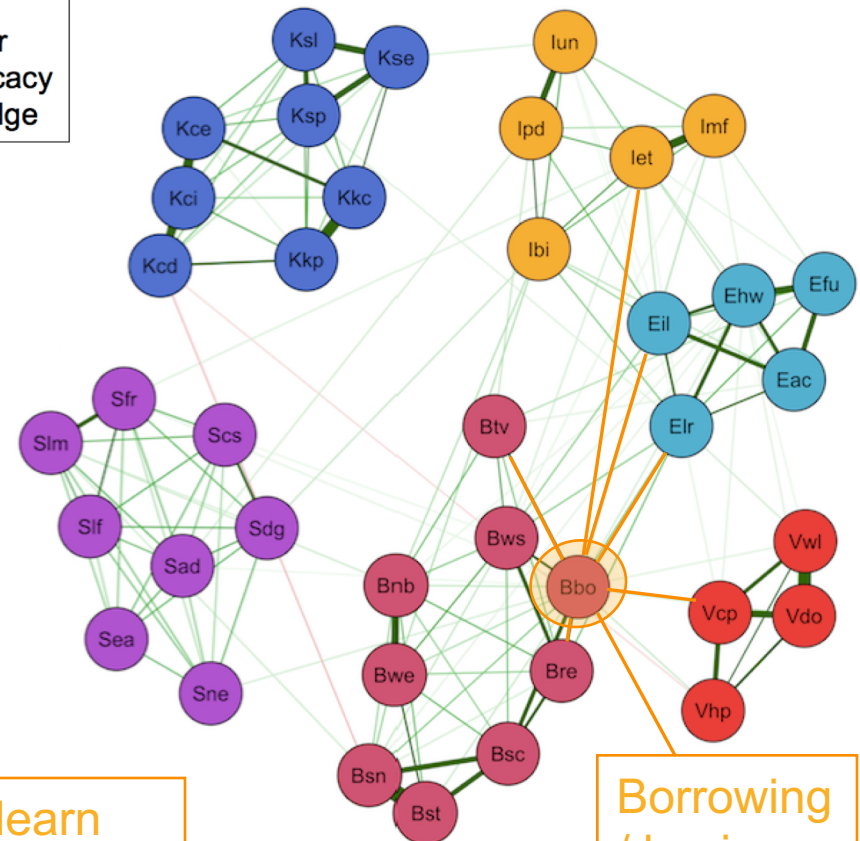 r
cacy
dge
Ksl
Kse
Iun
Ksp
Kce
Ipd
Imf
Iet
Kci
Kkc
Kcd
Kkp
Ibi
Ehw
Efu
Eil
Eac
Sfr
Btv
Elr
Slm
Scs
Slf
Sdg
Bws
Vwl
Sad
Bnb
Bbo
Vcp
Vdo
Sea
Bwe
Bre
Sne
Vhp
Bsc
Bsn
Bst
learn
Borrowing